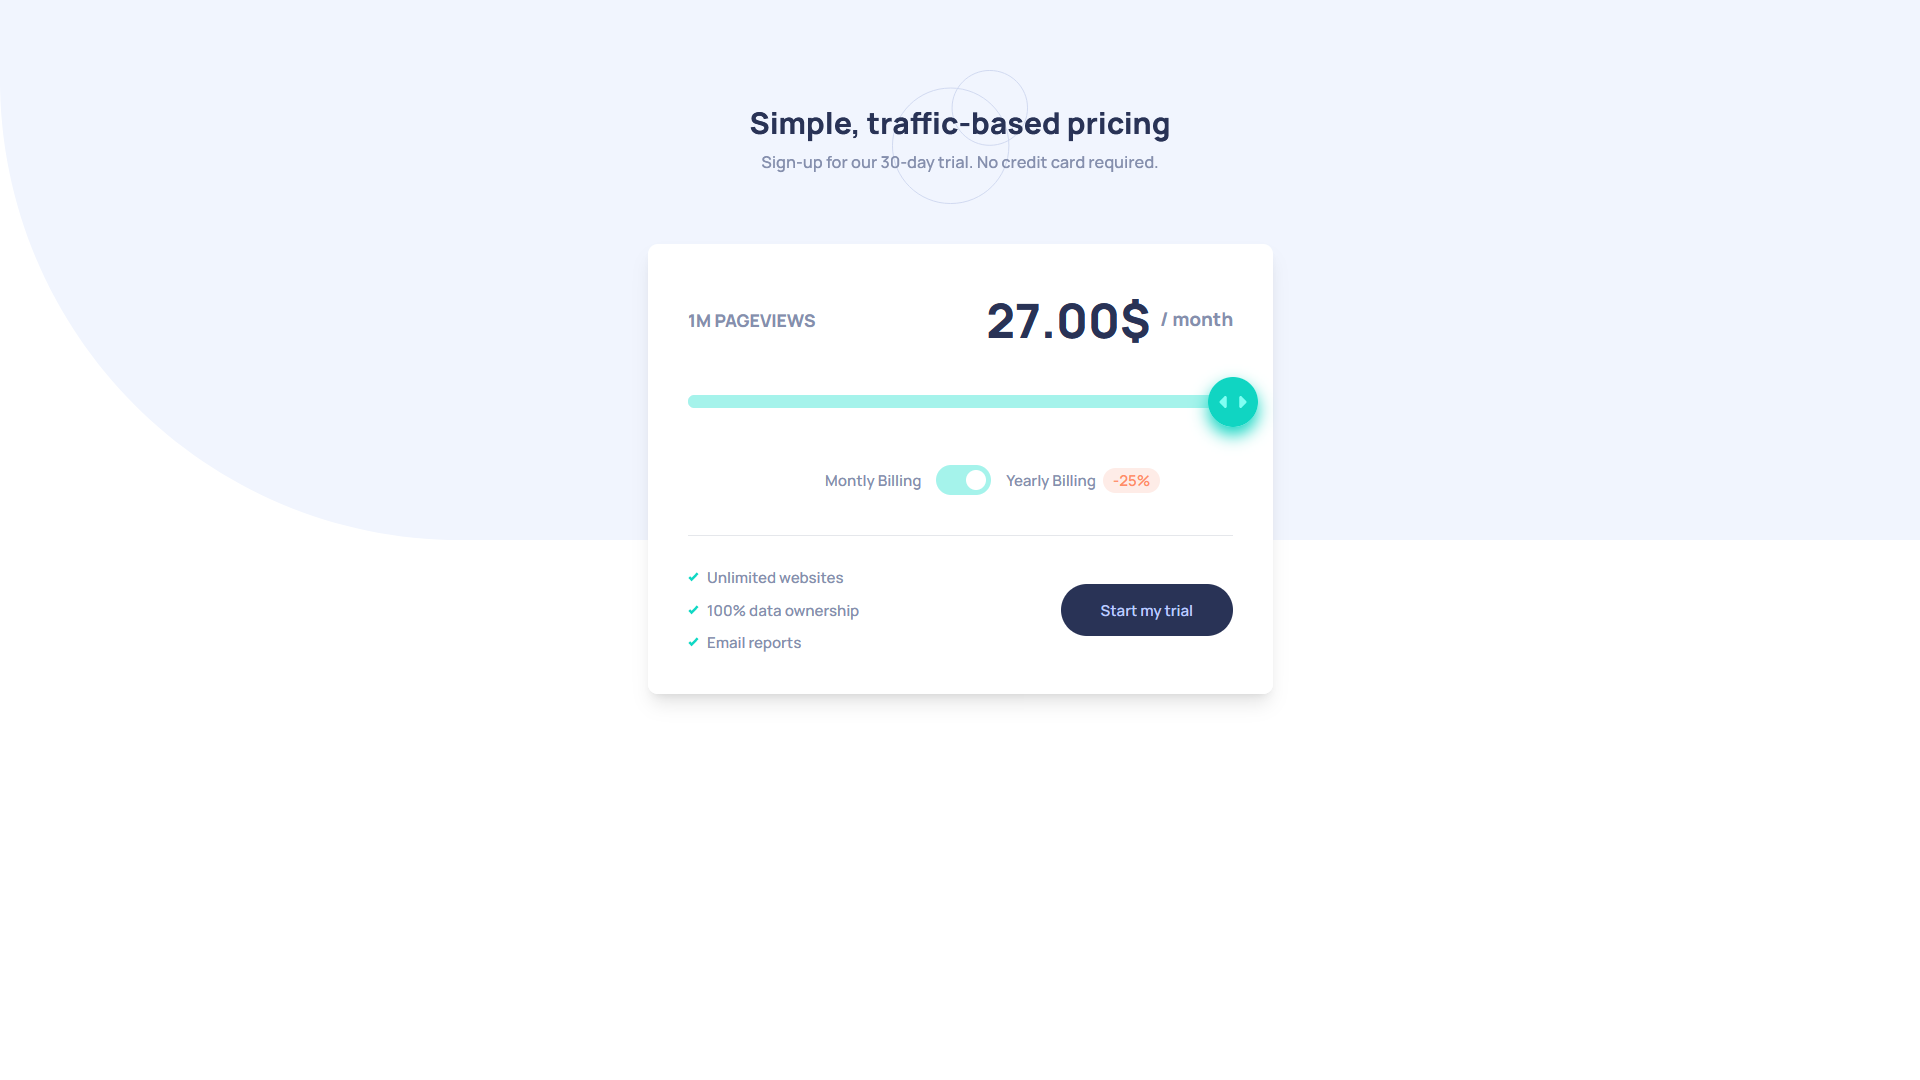 Simple, traffic-based pricing
Sign-up for our 30-day trial. No credit card required.
1M PAGEVIEWS
27.00$ / month
Montly Billing
Yearly Billing -25%
Unlimited websites
100% data ownership
Email reports
Start my trial